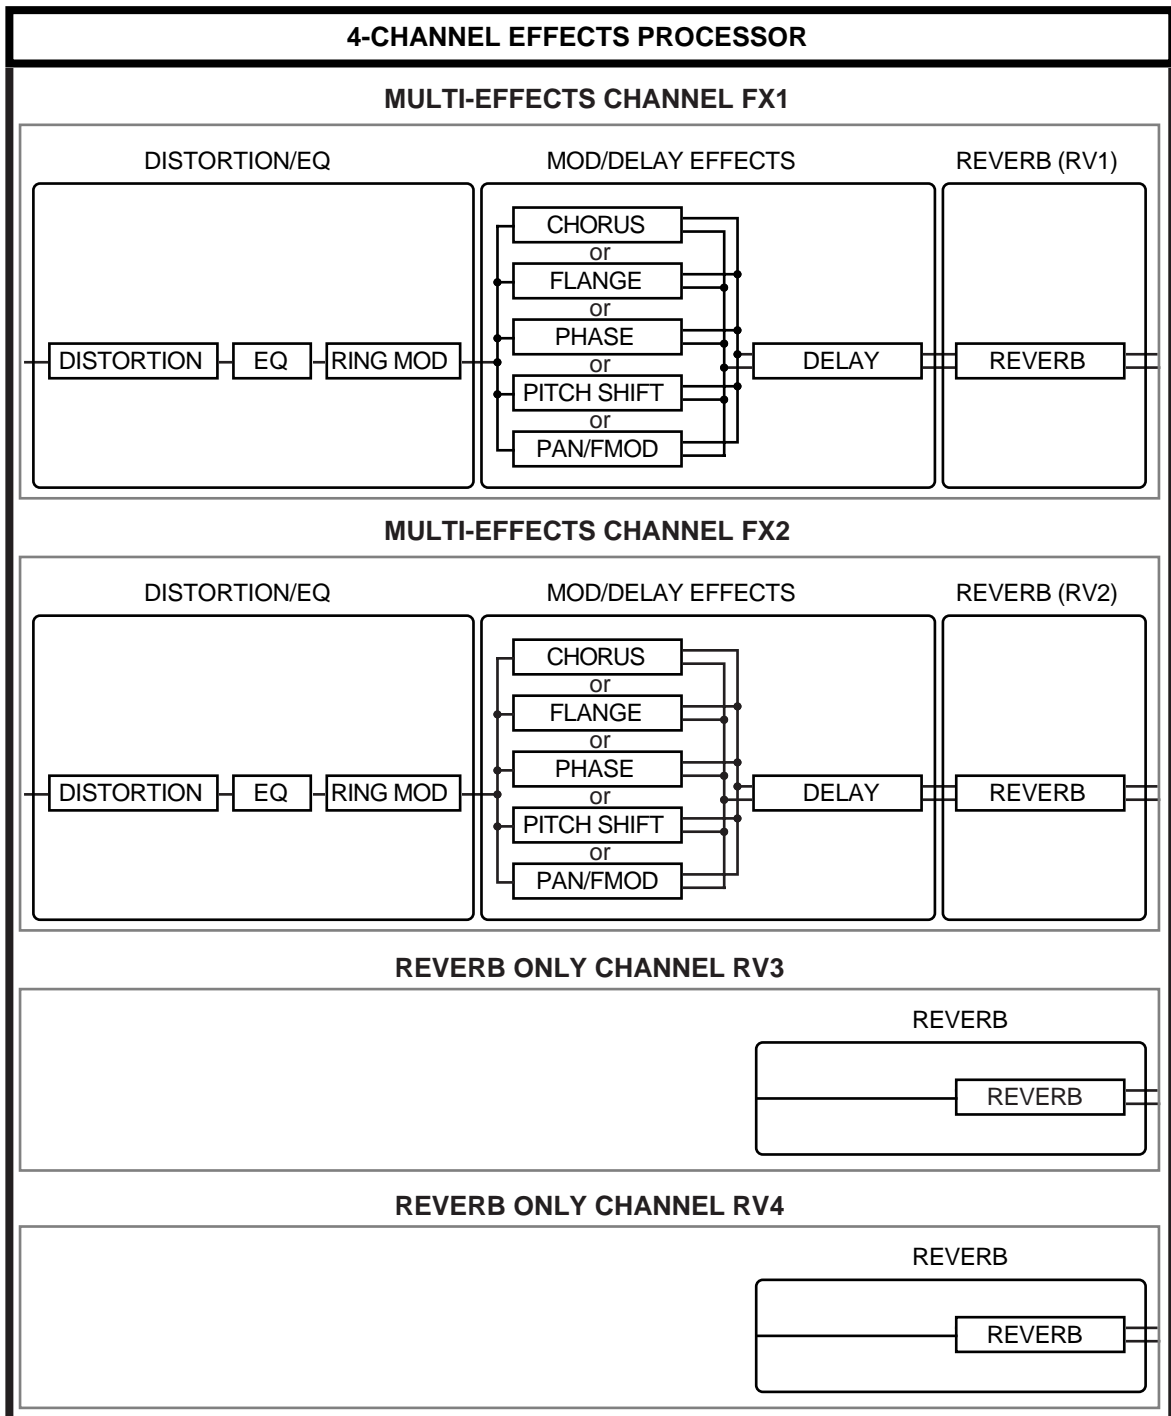 4-CHANNEL EFFECTS PROCESSOR
MULTI-EFFECTS CHANNEL FX1
DISTORTION/EQ
MOD/DELAY EFFECTS
REVERB (RV1)
DISTORTION
EQ
RING MOD
CHORUS
or
FLANGE
or
PHASE
or
PITCH SHIFT
or
PAN/FMOD
DELAY
REVERB
MULTI-EFFECTS CHANNEL FX2
DISTORTION/EQ
MOD/DELAY EFFECTS
REVERB (RV2)
DISTORTION
EQ
RING MOD
CHORUS
or
FLANGE
or
PHASE
or
PITCH SHIFT
or
PAN/FMOD
DELAY
REVERB
REVERB ONLY CHANNEL RV3
REVERB
REVERB
REVERB ONLY CHANNEL RV4
REVERB
REVERB